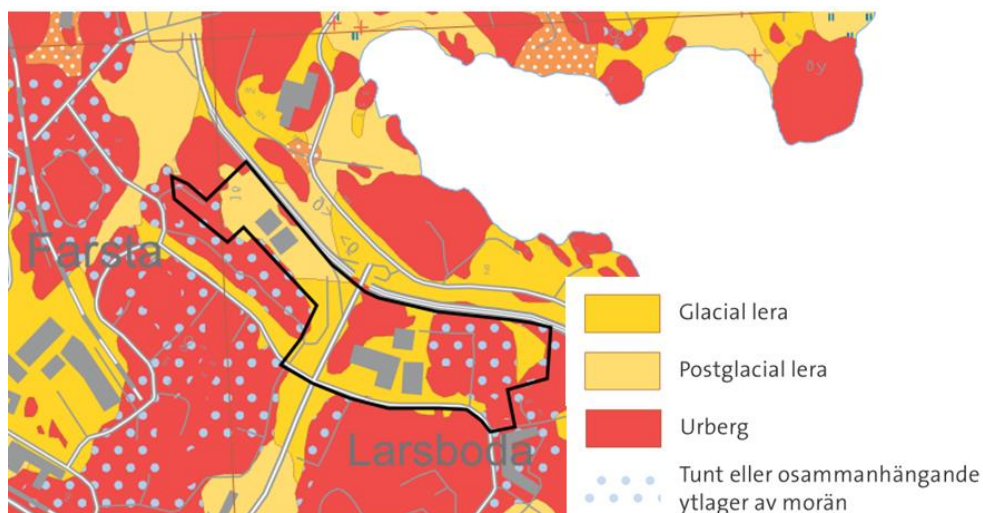 Farsta
Larsboda
Glacial lera
Postglacial lera
Urberg
Tunt eller osammanhängande
ytlager av morän